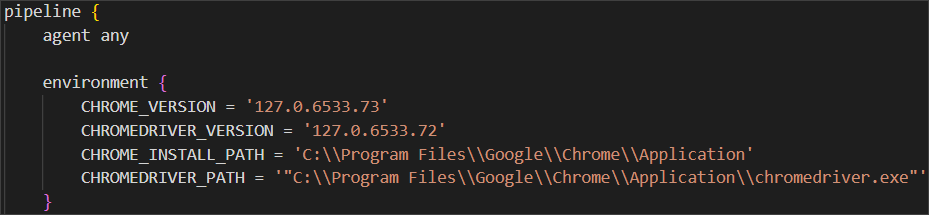 pipeline {
agent any
environment {
CHROME_VERSION = '127.0.6533.73'
CHROMEDRIVER_VERSION = '127.0.6533.72'
CHROME_INSTALL_PATH = 'C:\\Program Files\\Google\\Chrome\\Application'
CHROMEDRIVER_PATH = '"C:\\Program Files\\Google\\Chrome\\Application\\chromedriver.exe"'
}